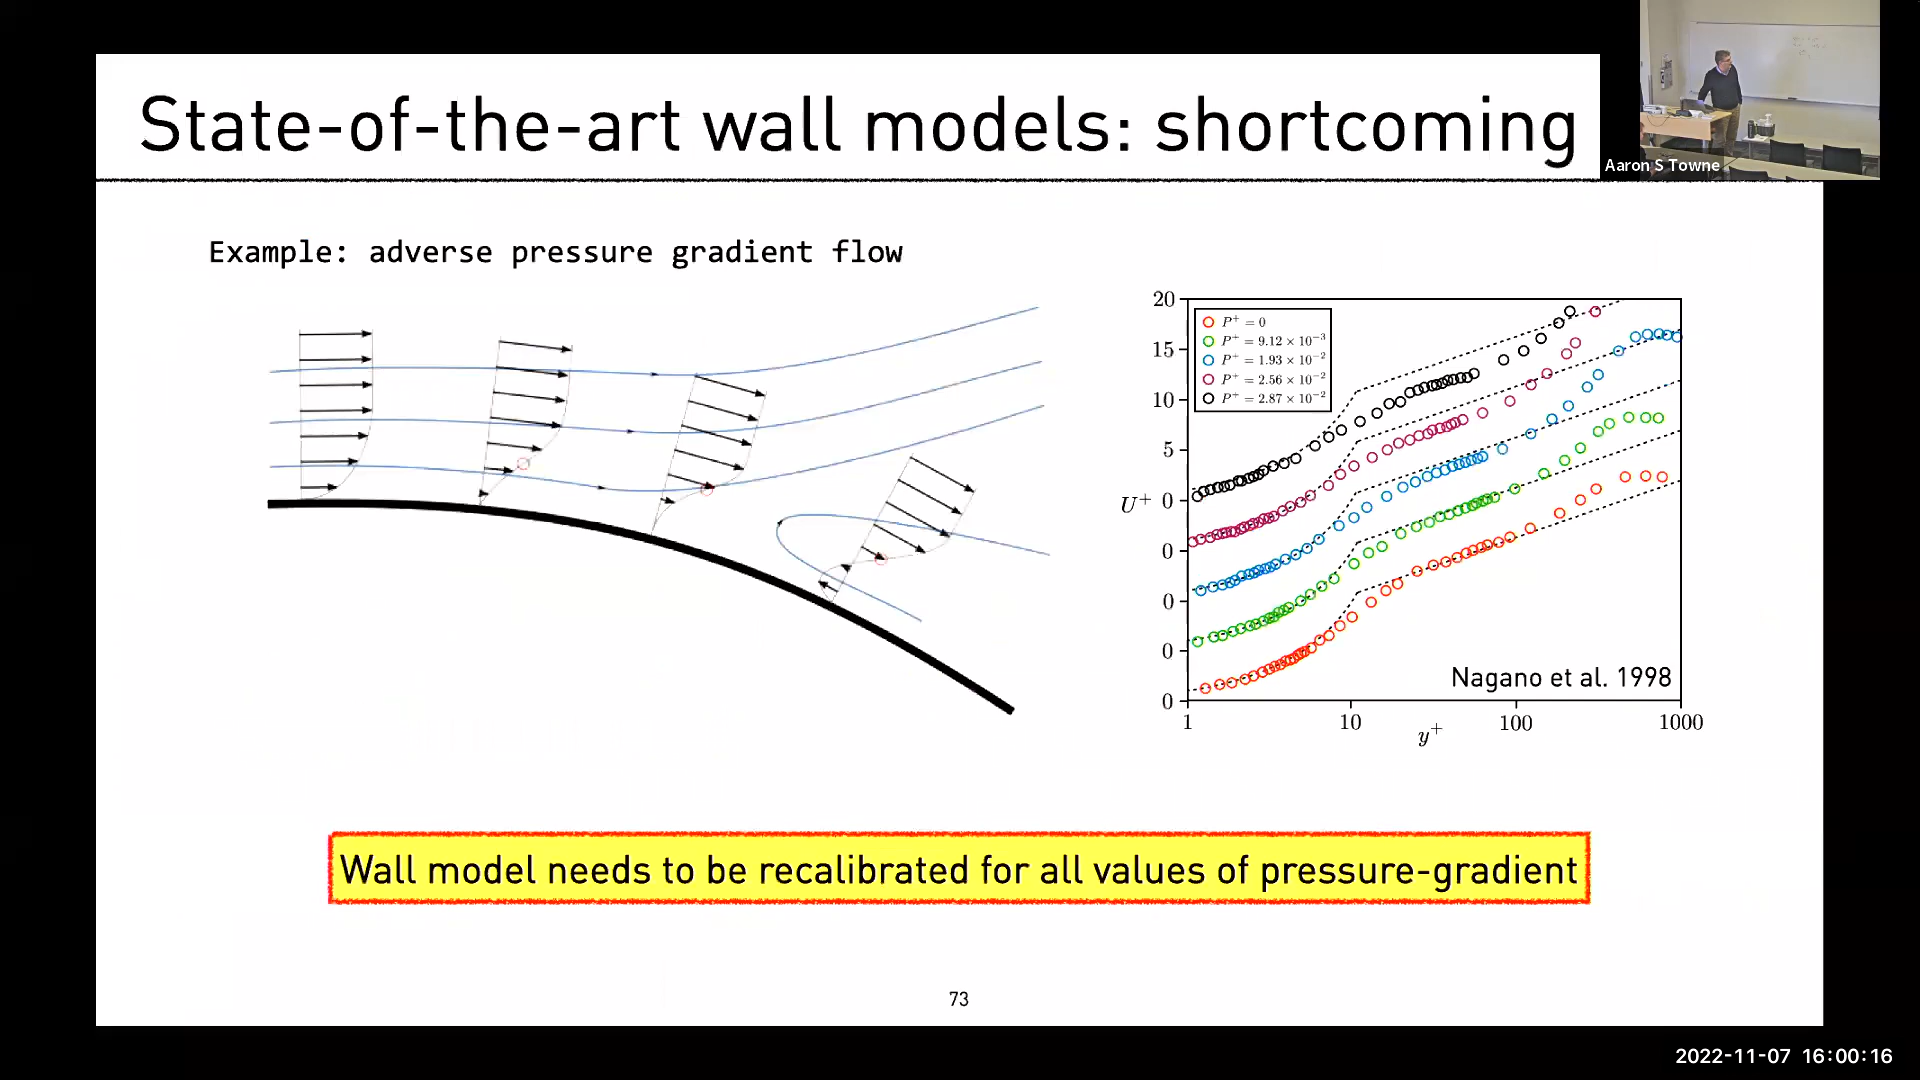 State-of-the-art wall models: shortcoming
Aaron S Towne
Example: adverse pressure gradient flow
20
15
10
5
0
0
0
0
0
U⁺
P⁺ = 0
P⁺ = 9.12 × 10⁻³
P⁺ = 1.93 × 10⁻²
P⁺ = 2.56 × 10⁻²
P⁺ = 2.87 × 10⁻²
Nagano et al. 1998
1 10 100 1000
y⁺
Wall model needs to be recalibrated for all values of pressure-gradient
73
2022-11-07 16:00:16